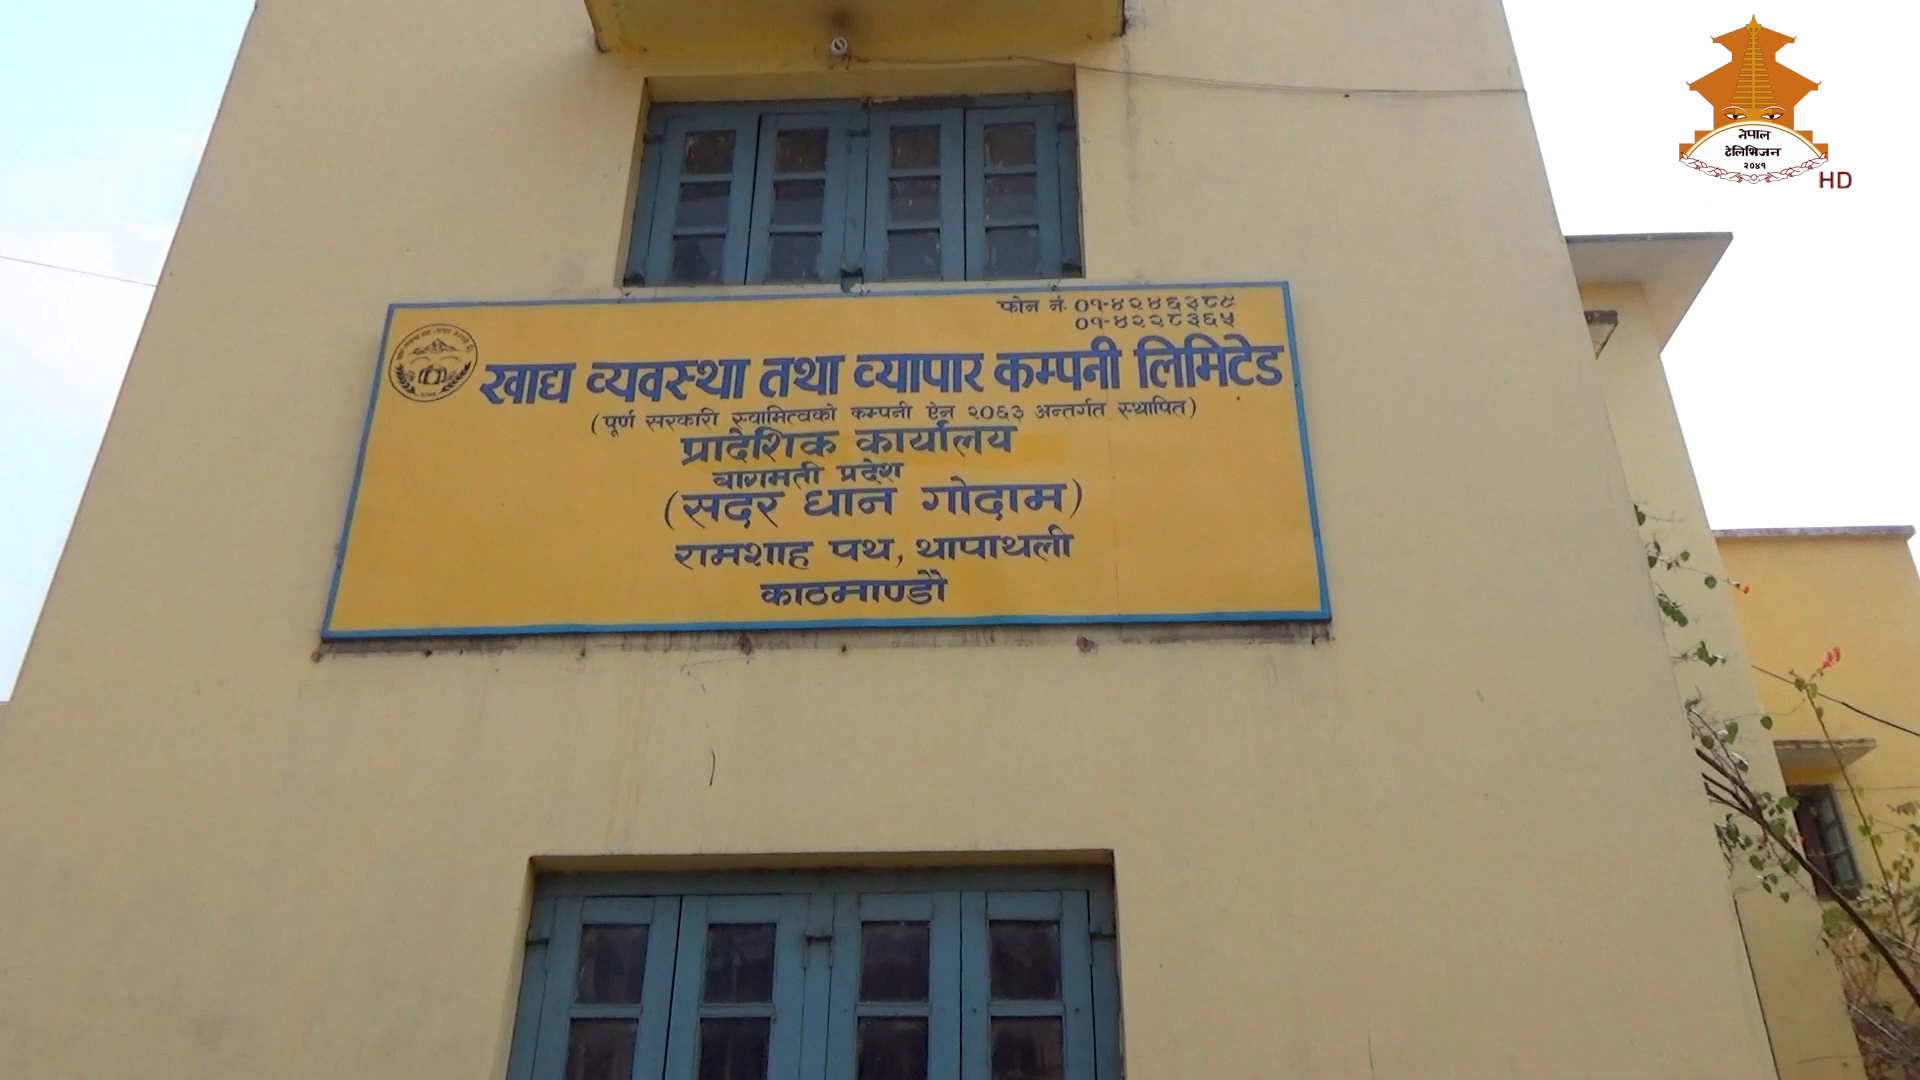 फोन नं. ०१-४२४६३८९
०१-४२२८३६५
खाद्य व्यवस्था तथा व्यापार कम्पनी लिमिटेड
(पूर्ण सरकारी स्वामित्वको कम्पनी ऐन २०६३ अन्तर्गत स्थापित)
प्रादेशिक कार्यालय
बागमती प्रदेश
(सदर धान गोदाम)
रामशाह पथ, थापाथली
काठमाण्डौ
नेपाल
टेलिभिजन
२०४१
HD